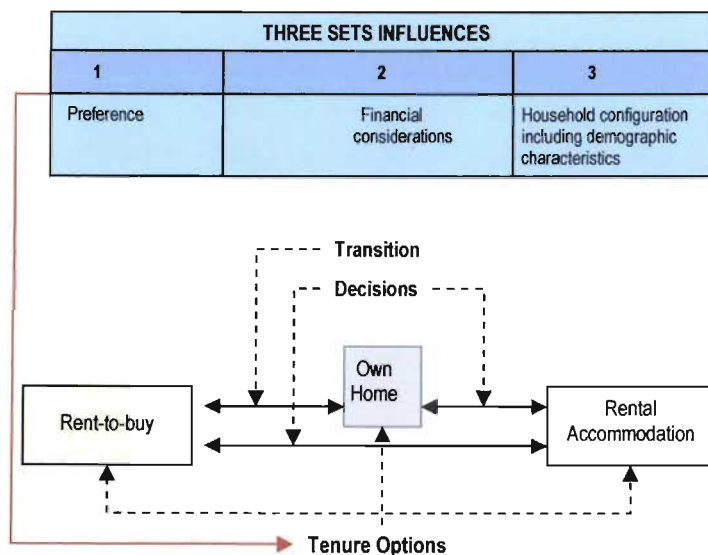 THREE SETS INFLUENCES
1 2 3
Preference
Financial
considerations
Household configuration
including demographic
characteristics
Transition
Decisions
Own
Home
Rent-to-buy
Rental
Accommodation
Tenure Options